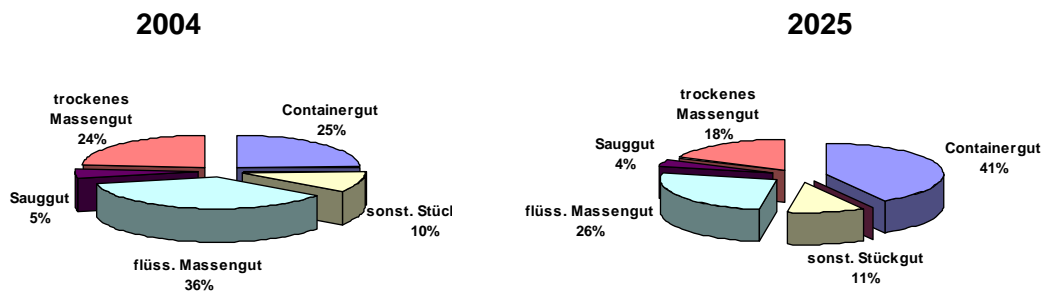 2004
trockenes
Massengut
24%
Containergut
25%
Sauggut
5%
sonst. Stück
10%
flüss. Massengut
36%
2025
trockenes
Massengut
18%
Sauggut
4%
Containergut
41%
flüss. Massengut
26%
sonst. Stückgut
11%